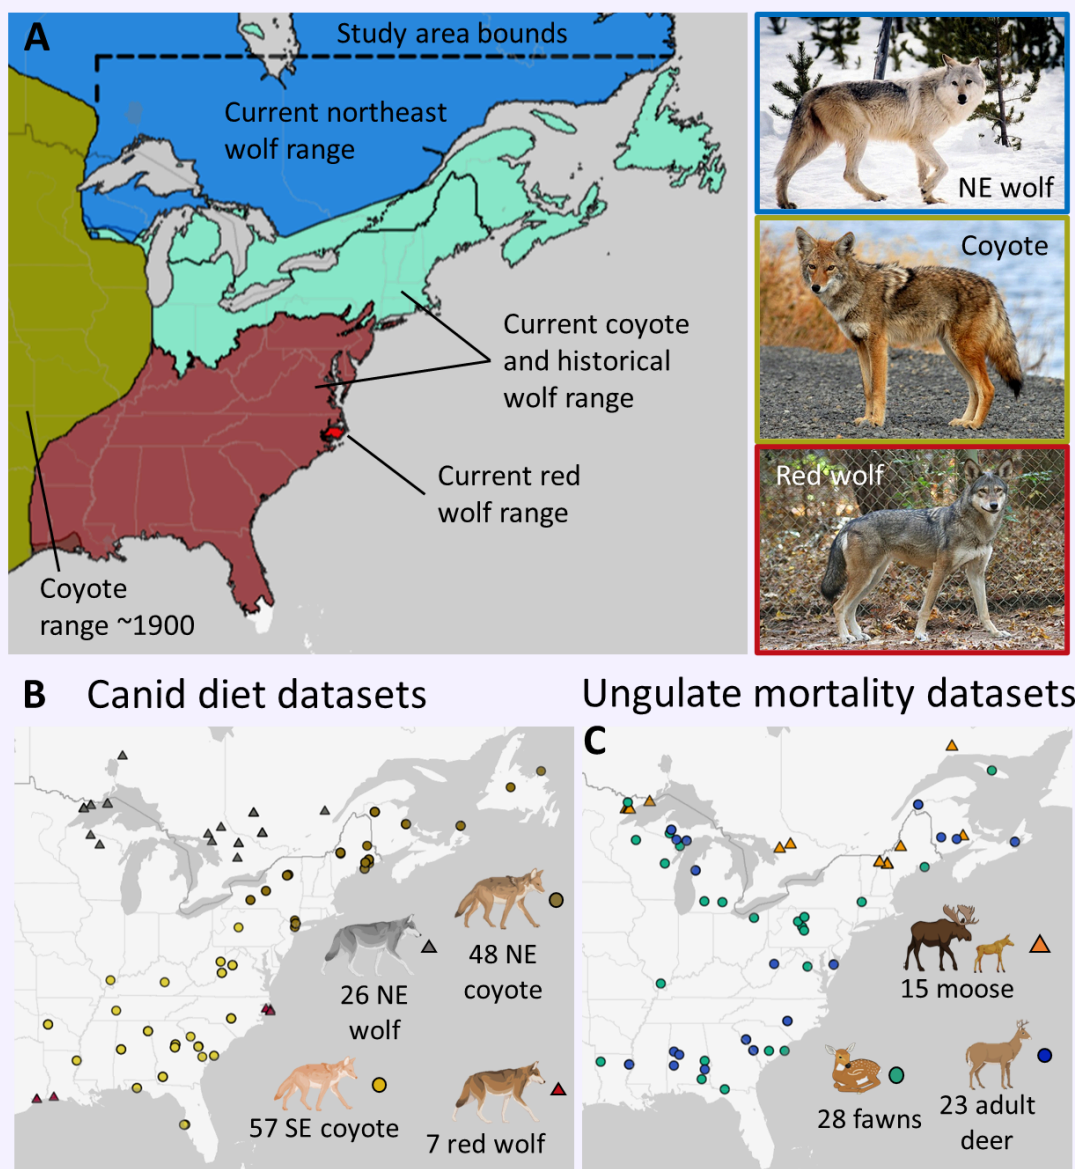 A
Study area bounds
Current northeast
wolf range
Current coyote
and historical
wolf range
Current red
wolf range
Coyote
range ~1900
NE wolf
Coyote
Red wolf
B Canid diet datasets
48 NE
coyote
26 NE
wolf
57 SE coyote
7 red wolf
Ungulate mortality datasets
C
15 moose
28 fawns
23 adult
deer